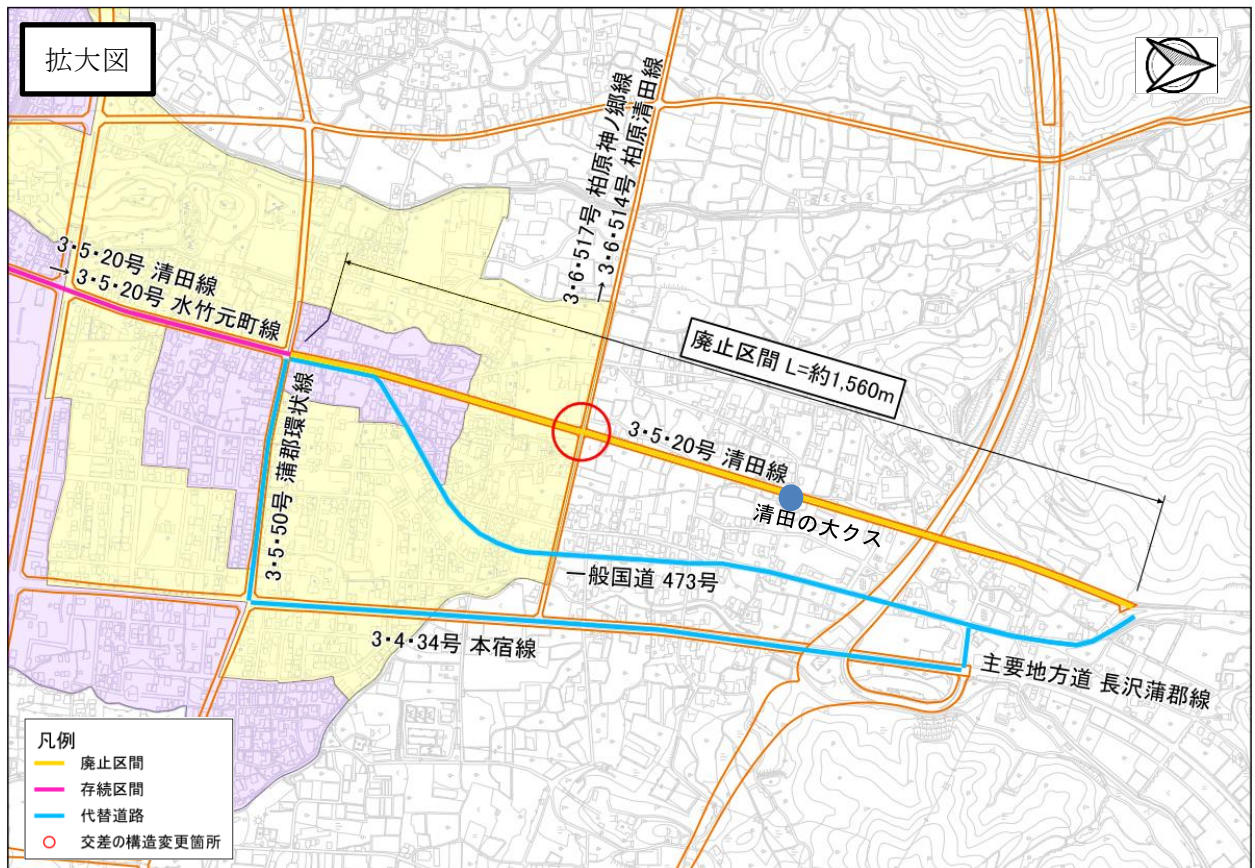 拡大図
3・6・517号 柏原神ノ郷線
→ 3・6・514号 柏原清田線
3・5・20号 清田線
→ 3・5・20号 水竹元町線
廃止区間 L=約1,560m
3・5・20号 清田線
清田の大クス
3・5・50号 蒲郡環状線
一般国道 473号
3・4・34号 本宿線
主要地方道 長沢蒲郡線
凡例
廃止区間
存続区間
代替道路
交差の構造変更箇所